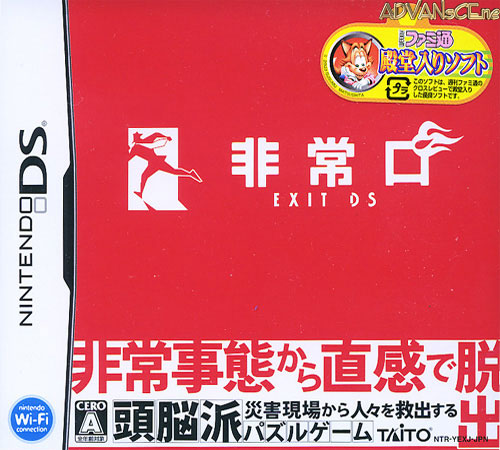 ADVANsCEne
ファミ通
殿堂入りソフト
このソフトは、週刊ファミ通の
クロスレビューで殿堂入り
した優良ソフトです。
NINTENDO DS
非常口
EXIT DS
非常事態から直感で脱出
CERO
A
全年齢対象
頭脳派
災害現場から人々を救出する
パズルゲーム
TAITO
NTR-YEXJ-JPN
Nintendo
Wi-Fi
connection